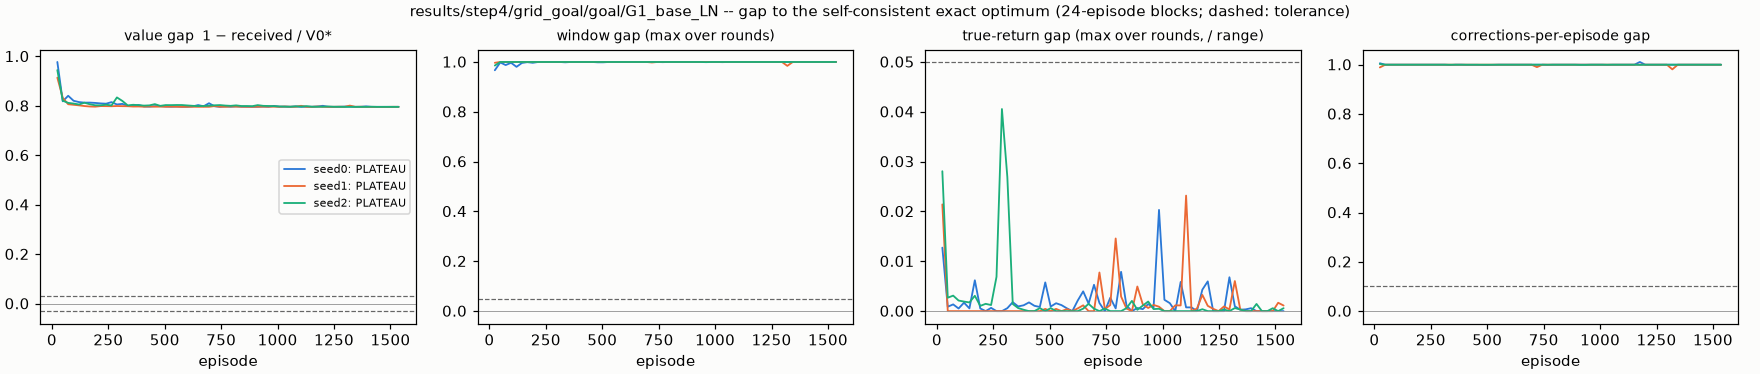 results/step4/grid_goal/goal/G1_base_LN -- gap to the self-consistent exact optimum (24-episode blocks; dashed: tolerance)
value gap 1 − received / V0*
1.0
0.8
0.6
0.4
0.2
0.0
seed0: PLATEAU
seed1: PLATEAU
seed2: PLATEAU
0 250 500 750 1000 1250 1500
episode
window gap (max over rounds)
1.0
0.8
0.6
0.4
0.2
0.0
0 250 500 750 1000 1250 1500
episode
true-return gap (max over rounds, / range)
0.05
0.04
0.03
0.02
0.01
0.00
0 250 500 750 1000 1250 1500
episode
corrections-per-episode gap
1.0
0.8
0.6
0.4
0.2
0.0
0 250 500 750 1000 1250 1500
episode